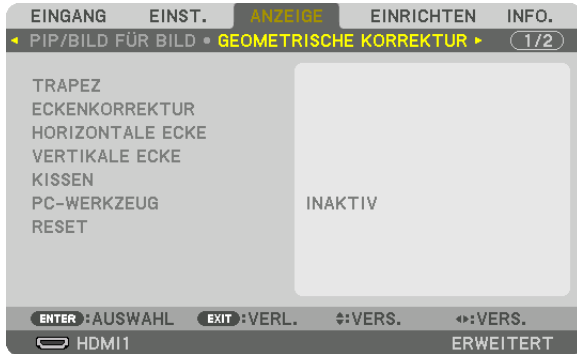 EINGANG EINST. ANZEIGE EINRICHTEN INFO.
◂ PIP/BILD FÜR BILD • GEOMETRISCHE KORREKTUR ▸ 1/2
TRAPEZ
ECKENKORREKTUR
HORIZONTALE ECKE
VERTIKALE ECKE
KISSEN
PC-WERKZEUG INAKTIV
RESET
ENTER:AUSWAHL EXIT:VERL. ♦:VERS. ◂▸:VERS.
HDMI1 ERWEITERT